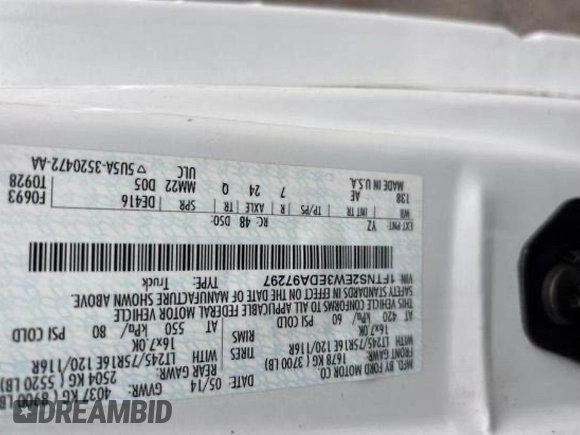 MFD. BY FORD MOTOR CO.
DATE: 05/14 GVWR: 4037 KG ( 8900 LB)
FRONT GAWR: 1678 KG ( 3700 LB) REAR GAWR: 2504 KG ( 5520 LB)
LT245/75R16E 120/116R TIRES WITH LT245/75R16E 120/116R
16x7.0K RIMS 16x7.0K
AT 420 kPa/ 60 PSI COLD AT 550 kPa/ 80 PSI COLD
THIS VEHICLE CONFORMS TO ALL APPLICABLE FEDERAL MOTOR VEHICLE
SAFETY STANDARDS IN EFFECT ON THE DATE OF MANUFACTURE SHOWN ABOVE.
VIN: 1FTNS2EW3EDA97297 TYPE: Truck
EXT PNT: YZ RC: 48 DSO: F0693
WB INT TR TP/PS R AXLE TR SPR DE416 T0928
138 AE 7 24 Q MM22 D05
MADE IN U.S.A. ULC ▽ 5U5A-3520472-AA
DREAMBID